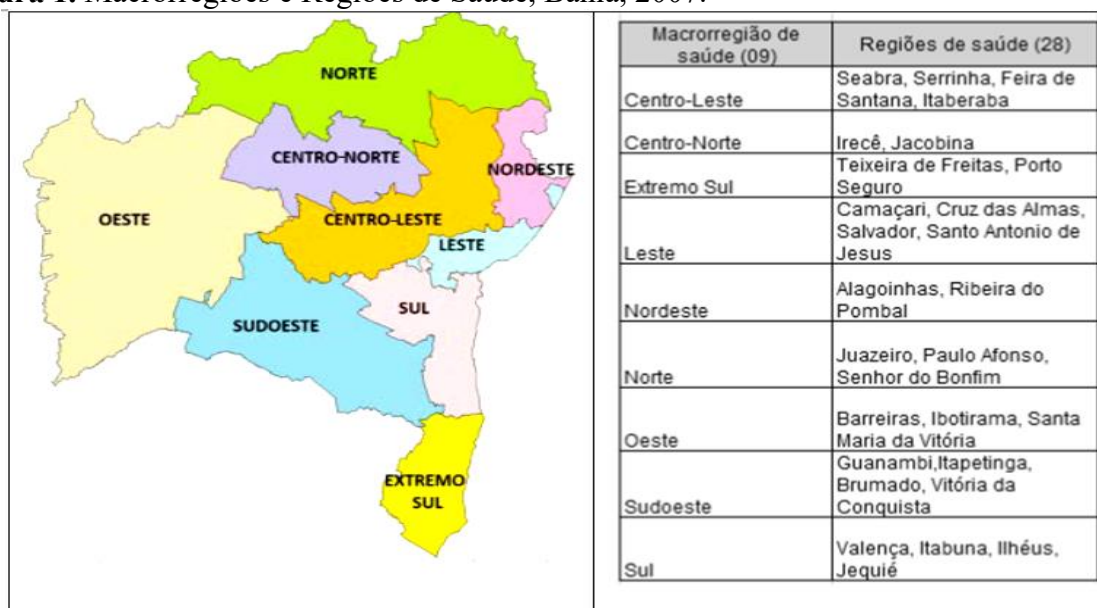 1. Macrorregiões e Regiões de Saúde, Bahia, 2007.
NORTE
CENTRO-NORTE
NORDESTE
OESTE
CENTRO-LESTE
LESTE
SUL
SUDOESTE
EXTREMO
SUL
Macrorregião de
saúde (09)
Regiões de saúde (28)
Centro-Leste
Seabra, Serrinha, Feira de
Santana, Itaberaba
Centro-Norte
Irecê, Jacobina
Extremo Sul
Teixeira de Freitas, Porto
Seguro
Leste
Camaçari, Cruz das Almas,
Salvador, Santo Antonio de
Jesus
Nordeste
Alagoinhas, Ribeira do
Pombal
Norte
Juazeiro, Paulo Afonso,
Senhor do Bonfim
Oeste
Barreiras, Ibotirama, Santa
Maria da Vitória
Sudoeste
Guanambi,Itapetinga,
Brumado, Vitória da
Conquista
Sul
Valença, Itabuna, Ilhéus,
Jequié